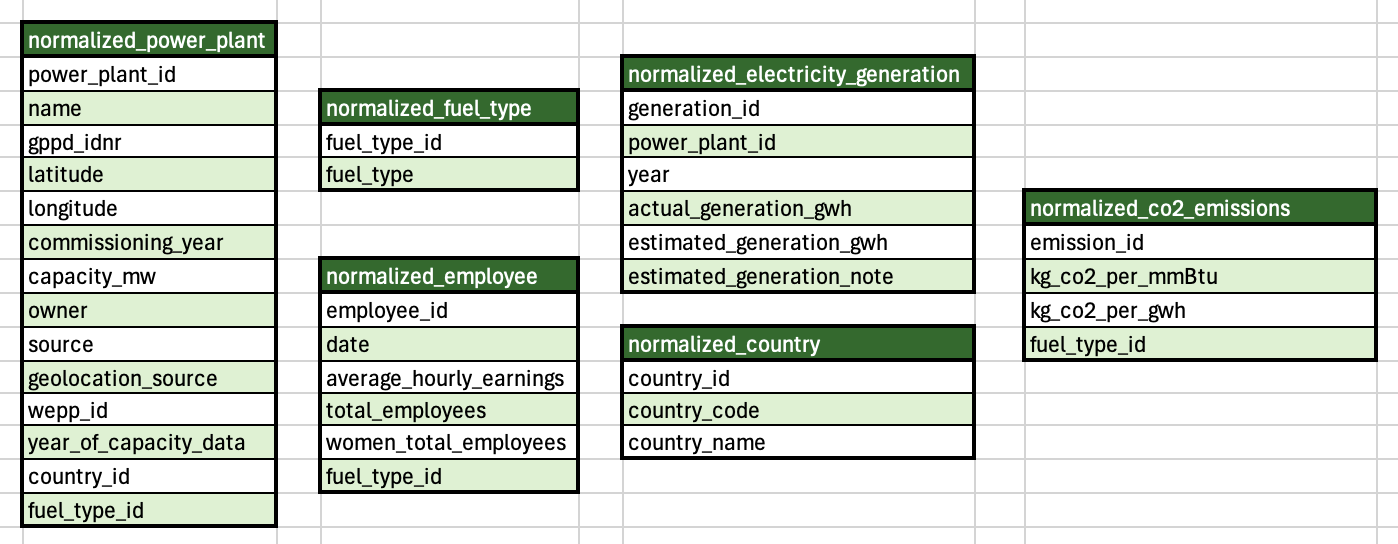 normalized_power_plant
power_plant_id
name
gppd_idnr
latitude
longitude
commissioning_year
capacity_mw
owner
source
geolocation_source
wepp_id
year_of_capacity_data
country_id
fuel_type_id
normalized_fuel_type
fuel_type_id
fuel_type
normalized_employee
employee_id
date
average_hourly_earnings
total_employees
women_total_employees
fuel_type_id
normalized_electricity_generation
generation_id
power_plant_id
year
actual_generation_gwh
estimated_generation_gwh
estimated_generation_note
normalized_country
country_id
country_code
country_name
normalized_co2_emissions
emission_id
kg_co2_per_mmBtu
kg_co2_per_gwh
fuel_type_id